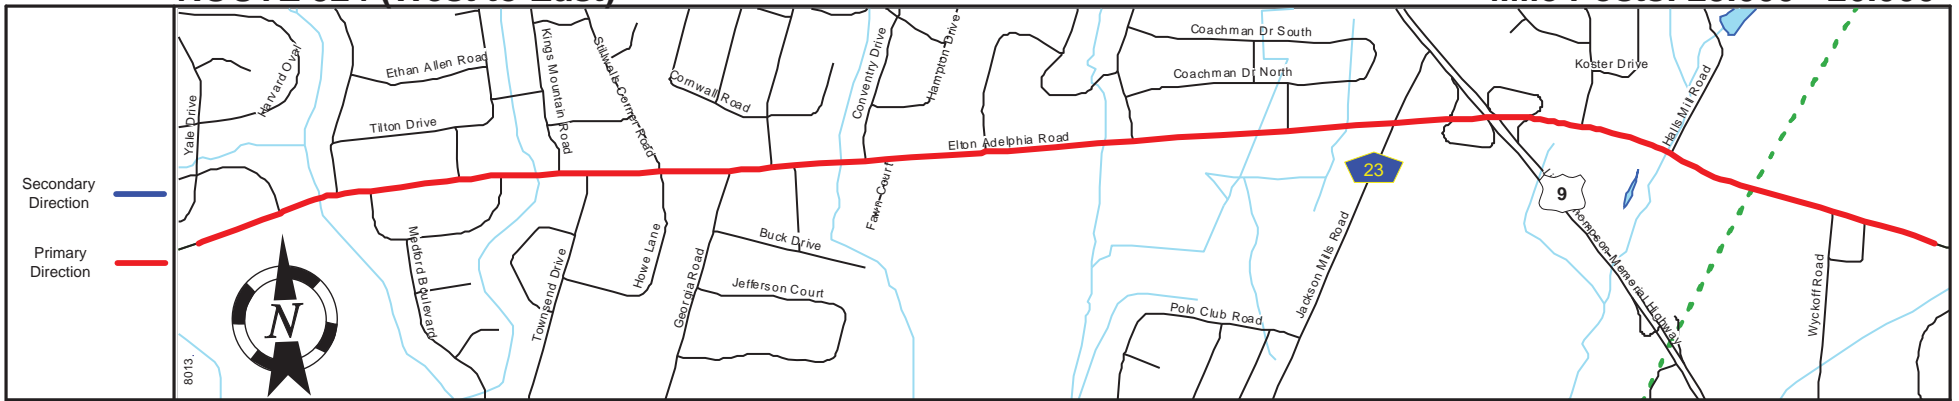 Secondary
Direction
Primary
Direction
Yale Drive
Harvard Oval
Ethan Allen Road
Tilton Drive
Kings Mountain Road
Stillwells Corner Road
Cornwall Road
Coventry Drive
Hampton Drive
Elton Adelphia Road
Coachman Dr South
Coachman Dr North
Koster Drive
Halls Mill Road
23
9
Fawn Court
Medford Boulevard
Townsend Drive
Howe Lane
Georgia Road
Buck Drive
Jefferson Court
Polo Club Road
Jackson Mills Road
Memorial Highway
Wyckoff Road
N
8013.